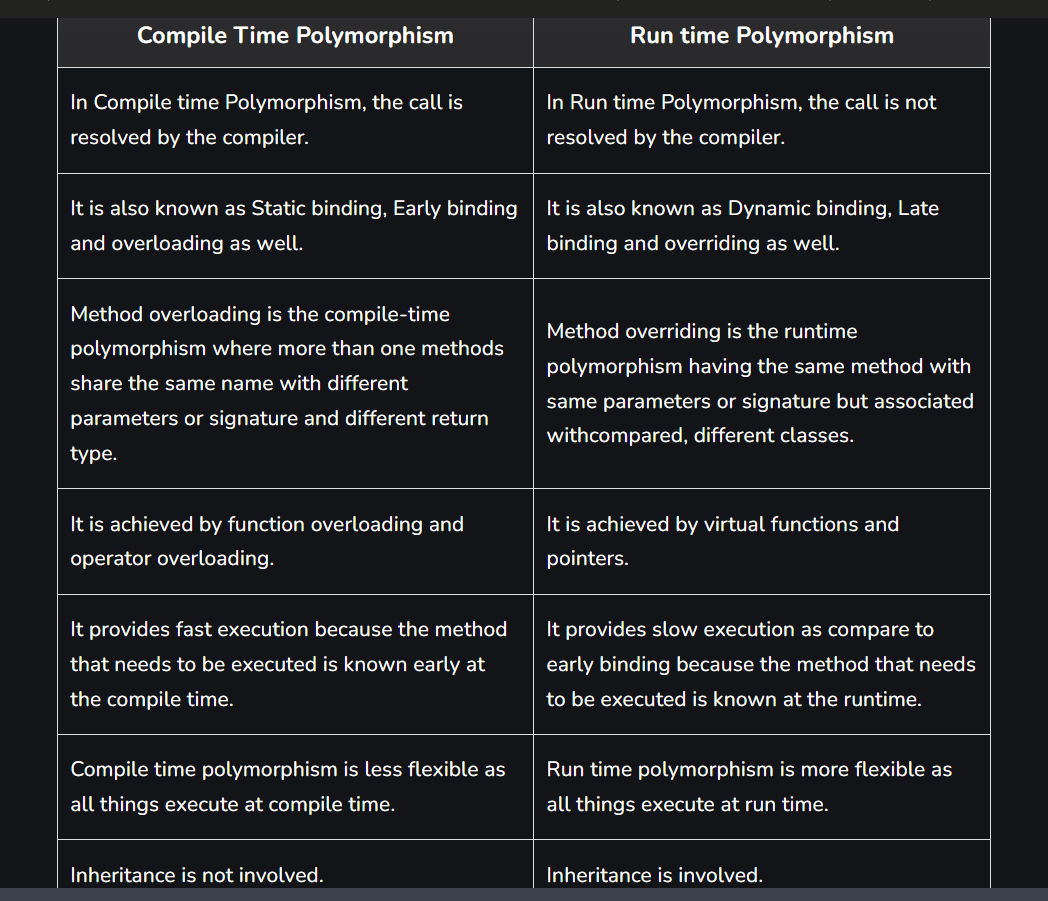 Compile Time Polymorphism
Run time Polymorphism
In Compile time Polymorphism, the call is
resolved by the compiler.
In Run time Polymorphism, the call is not
resolved by the compiler.
It is also known as Static binding, Early binding
and overloading as well.
It is also known as Dynamic binding, Late
binding and overriding as well.
Method overloading is the compile-time
polymorphism where more than one methods
share the same name with different
parameters or signature and different return
type.
Method overriding is the runtime
polymorphism having the same method with
same parameters or signature but associated
withcompared, different classes.
It is achieved by function overloading and
operator overloading.
It is achieved by virtual functions and
pointers.
It provides fast execution because the method
that needs to be executed is known early at
the compile time.
It provides slow execution as compare to
early binding because the method that needs
to be executed is known at the runtime.
Compile time polymorphism is less flexible as
all things execute at compile time.
Run time polymorphism is more flexible as
all things execute at run time.
Inheritance is not involved.
Inheritance is involved.